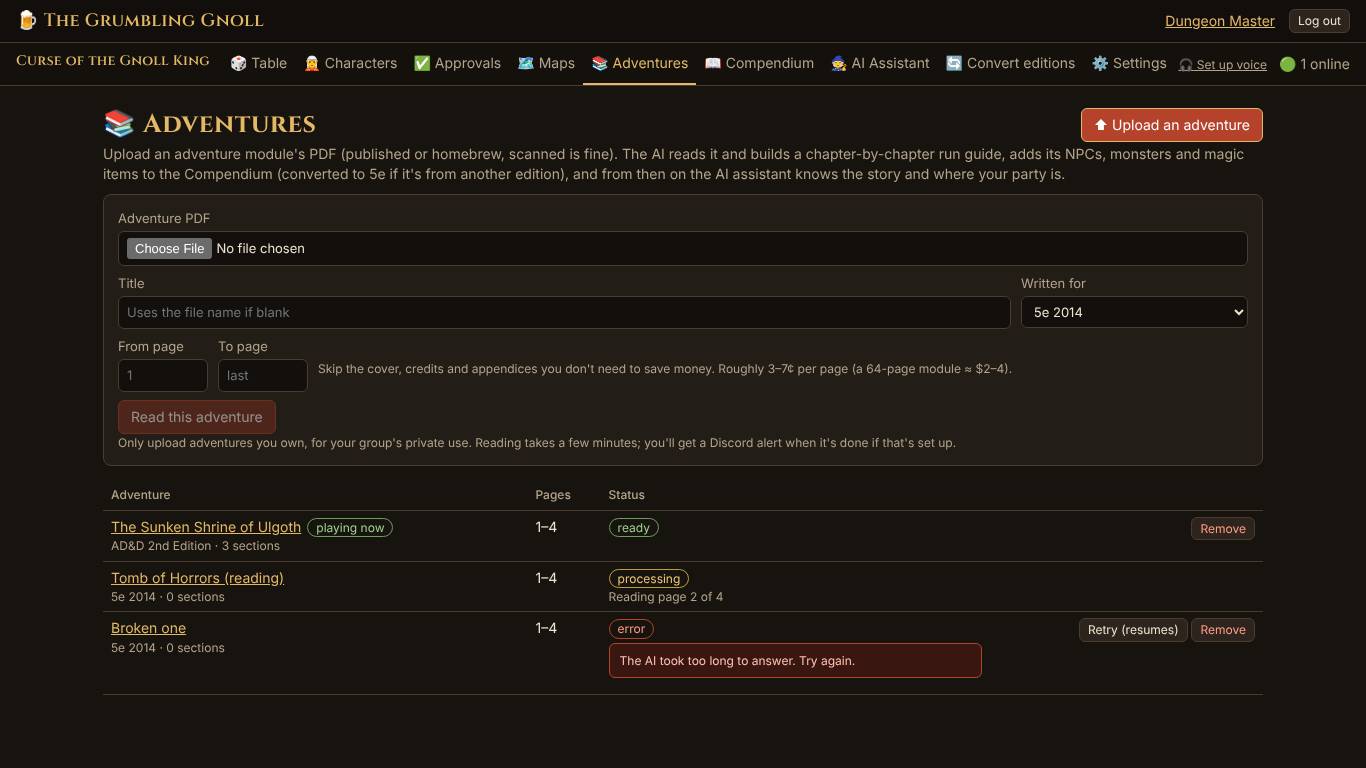 🍺 The Grumbling Gnoll
Dungeon Master
Log out
Curse of the Gnoll King
🎲 Table
🧝 Characters
✅ Approvals
🗺️ Maps
📚 Adventures
📖 Compendium
🧙 AI Assistant
🔄 Convert editions
⚙️ Settings
🎧 Set up voice
🟢 1 online
📚 Adventures
⬆ Upload an adventure
Upload an adventure module's PDF (published or homebrew, scanned is fine). The AI reads it and builds a chapter-by-chapter run guide, adds its NPCs, monsters and magic
items to the Compendium (converted to 5e if it's from another edition), and from then on the AI assistant knows the story and where your party is.
Adventure PDF
Choose File No file chosen
Title
Written for
Uses the file name if blank
5e 2014
From page
To page
1
last
Skip the cover, credits and appendices you don't need to save money. Roughly 3–7¢ per page (a 64-page module ≈ $2–4).
Read this adventure
Only upload adventures you own, for your group's private use. Reading takes a few minutes; you'll get a Discord alert when it's done if that's set up.
Adventure
Pages
Status
The Sunken Shrine of Ulgoth playing now
1–4
ready
Remove
AD&D 2nd Edition · 3 sections
Tomb of Horrors (reading)
1–4
processing
5e 2014 · 0 sections
Reading page 2 of 4
Broken one
1–4
error
Retry (resumes)
Remove
5e 2014 · 0 sections
The AI took too long to answer. Try again.